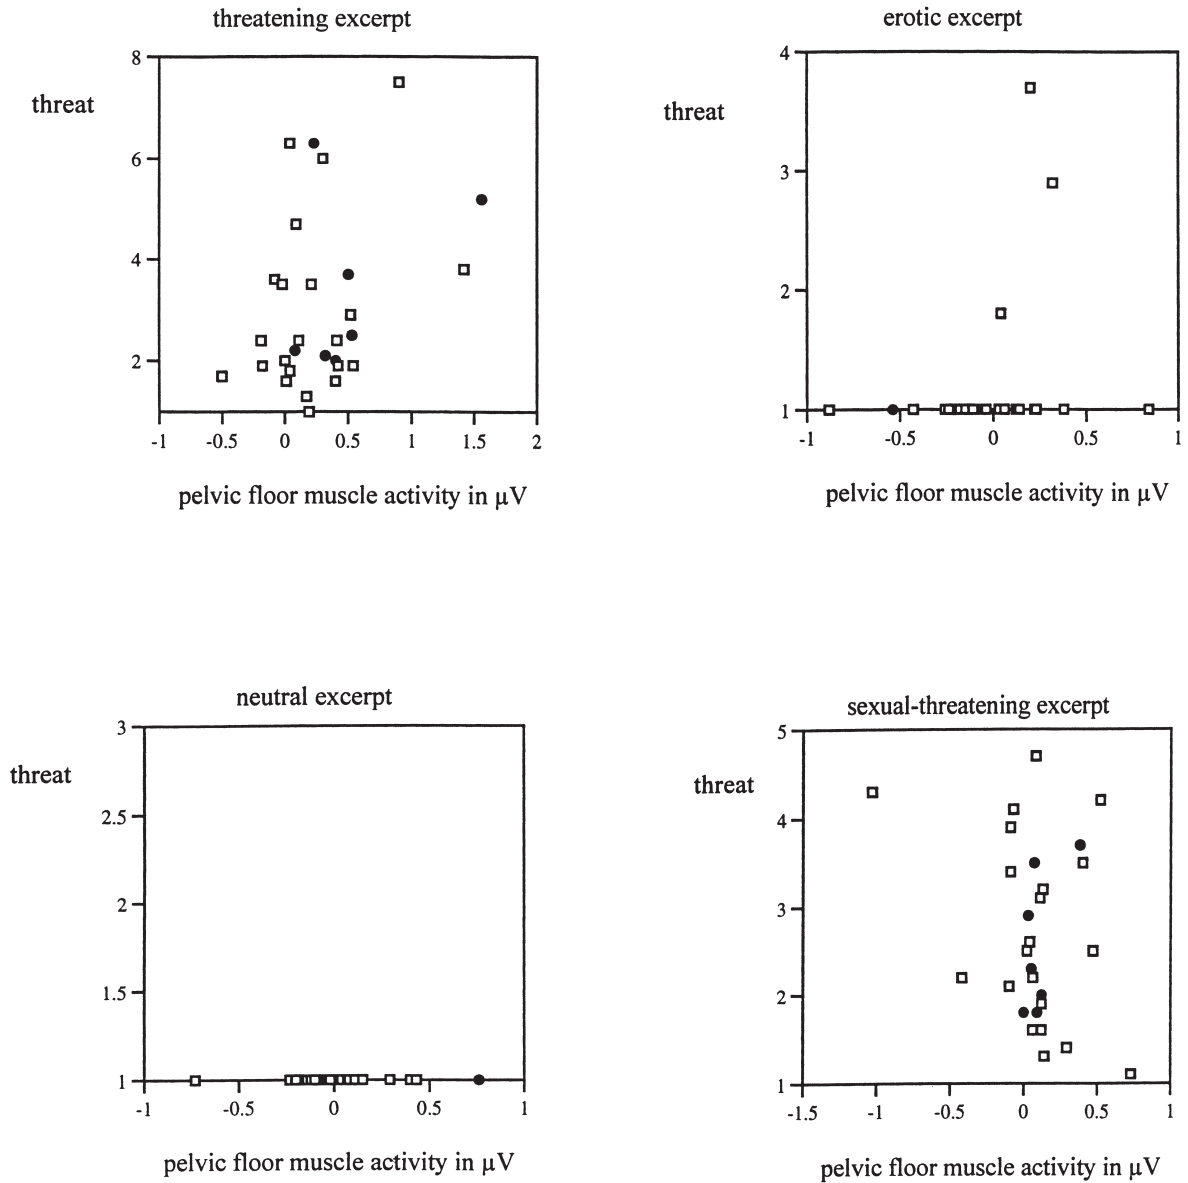 threatening excerpt
8
threat
6
4
2
-1 -0.5 0 0.5 1 1.5 2
pelvic floor muscle activity in µV
erotic excerpt
4
threat
3
2
1
-1 -0.5 0 0.5 1
pelvic floor muscle activity in µV
neutral excerpt
3
threat
2.5
2
1.5
1
-1 -0.5 0 0.5 1
pelvic floor muscle activity in µV
sexual-threatening excerpt
5
threat
4
3
2
1
-1.5 -1 -0.5 0 0.5 1
pelvic floor muscle activity in µV